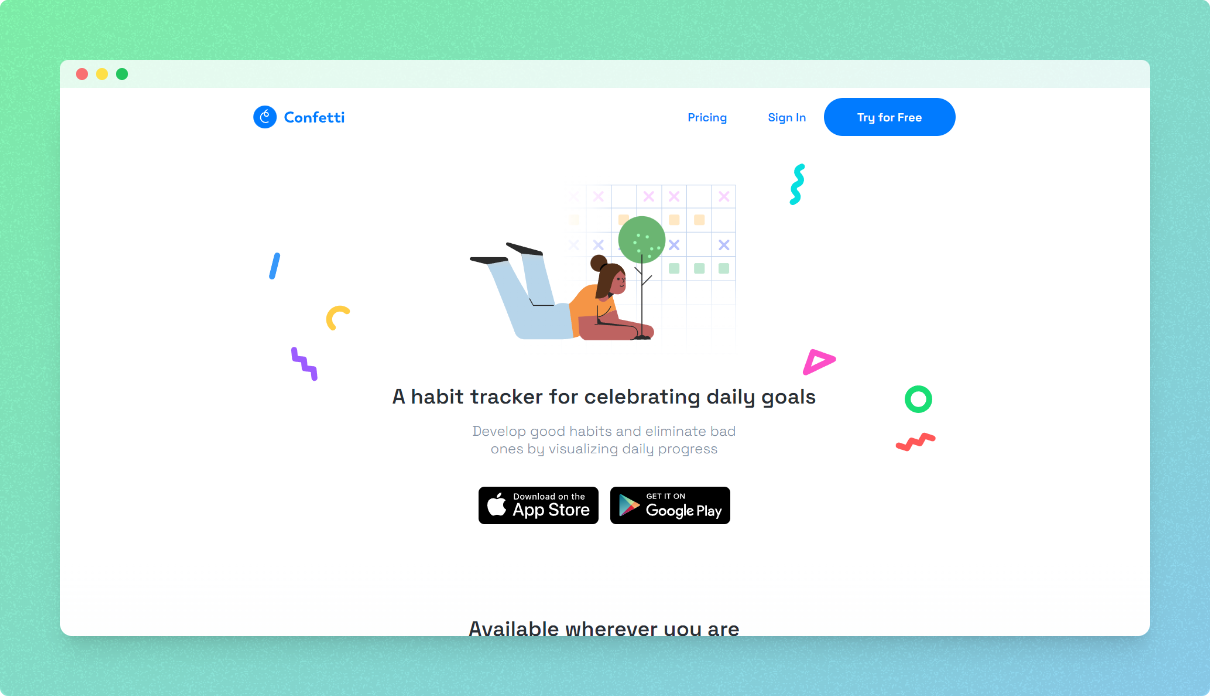 Confetti
Pricing
Sign In
Try for Free
A habit tracker for celebrating daily goals
Develop good habits and eliminate bad
ones by visualizing daily progress
Download on the
App Store
GET IT ON
Google Play
Available wherever you are